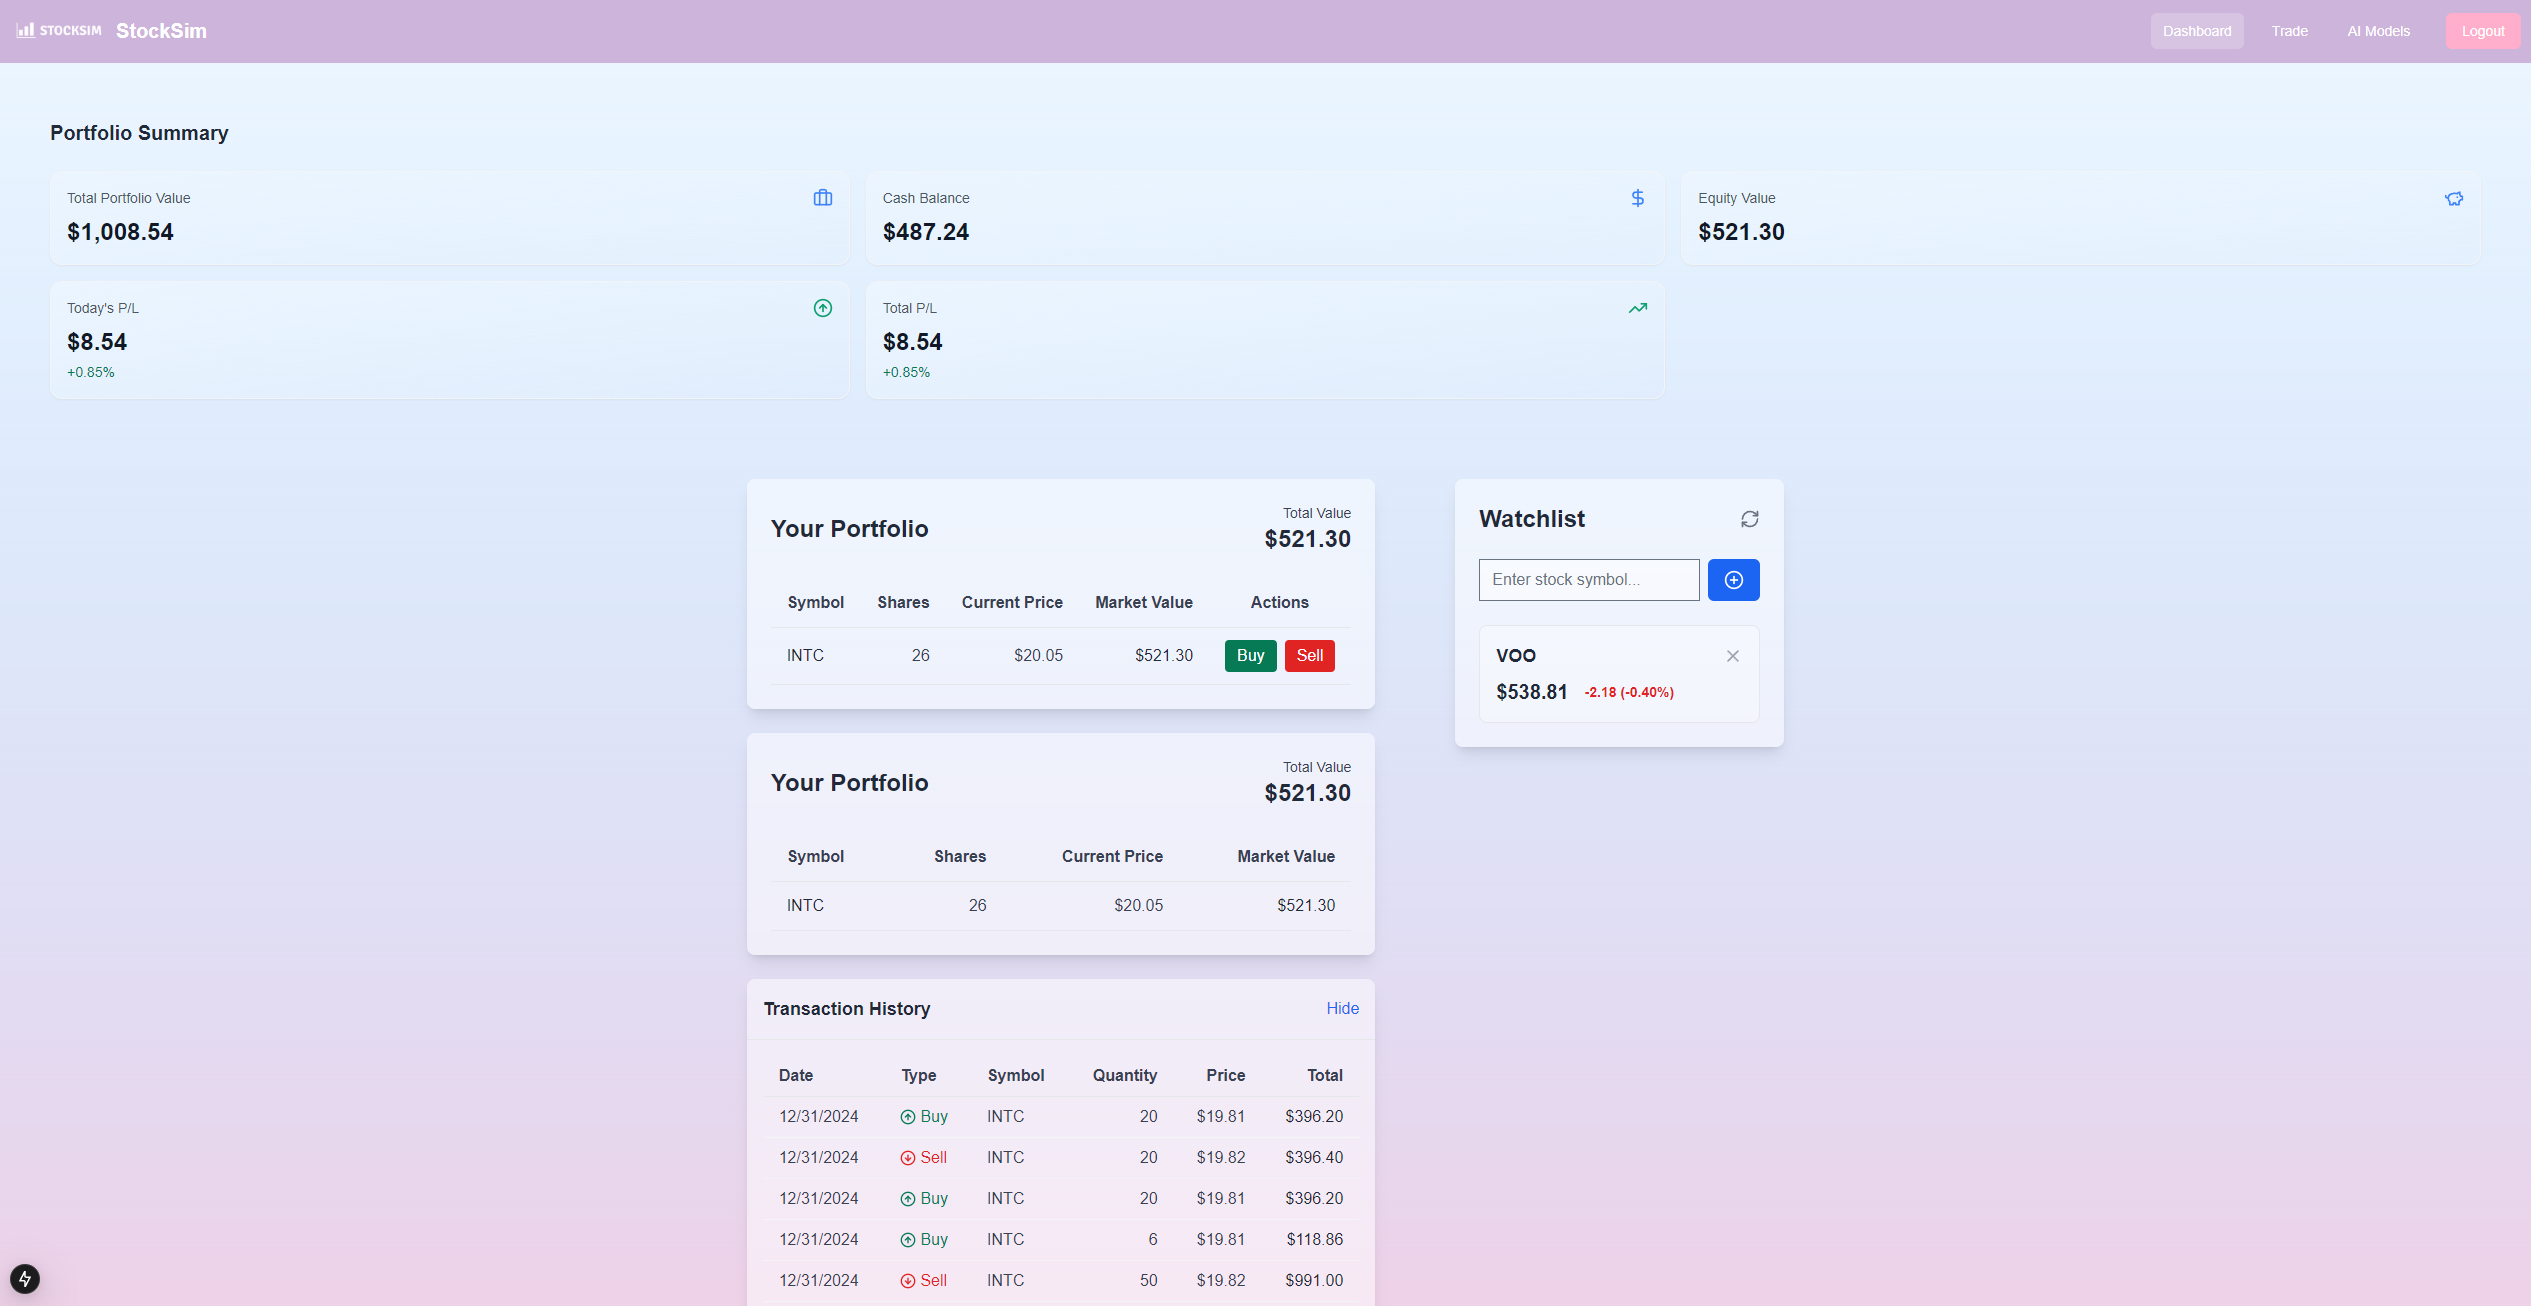 STOCKSIM StockSim Dashboard Trade AI Models Logout
Portfolio Summary
Total Portfolio Value
$1,008.54
Cash Balance
$487.24
Equity Value
$521.30
Today's P/L
$8.54
+0.85%
Total P/L
$8.54
+0.85%
Your Portfolio
Total Value
$521.30
Symbol Shares Current Price Market Value Actions
INTC 26 $20.05 $521.30 Buy Sell
Your Portfolio
Total Value
$521.30
Symbol Shares Current Price Market Value
INTC 26 $20.05 $521.30
Transaction History Hide
Date Type Symbol Quantity Price Total
12/31/2024 Buy INTC 20 $19.81 $396.20
12/31/2024 Sell INTC 20 $19.82 $396.40
12/31/2024 Buy INTC 20 $19.81 $396.20
12/31/2024 Buy INTC 6 $19.81 $118.86
12/31/2024 Sell INTC 50 $19.82 $991.00
Watchlist
Enter stock symbol...
VOO
$538.81 -2.18 (-0.40%)